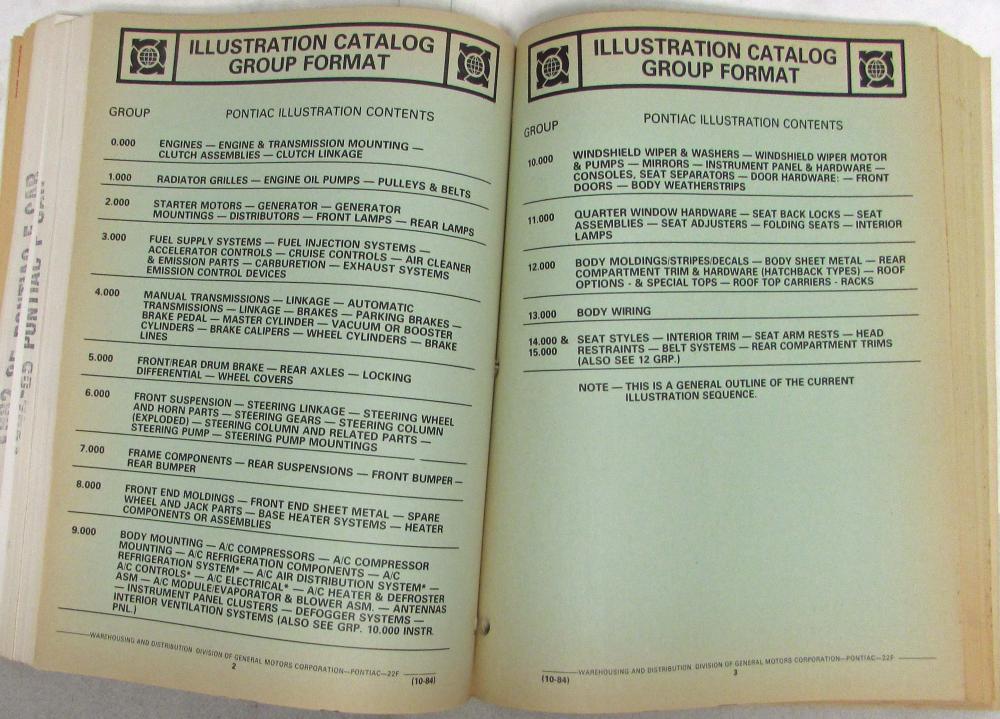 ILLUSTRATION CATALOG
GROUP FORMAT
GROUP PONTIAC ILLUSTRATION CONTENTS
0.000 ENGINES — ENGINE & TRANSMISSION MOUNTING —
CLUTCH ASSEMBLIES — CLUTCH LINKAGE
1.000 RADIATOR GRILLES — ENGINE OIL PUMPS — PULLEYS & BELTS
2.000 STARTER MOTORS — GENERATOR — GENERATOR
MOUNTINGS — DISTRIBUTORS — FRONT LAMPS — REAR LAMPS
3.000 FUEL SUPPLY SYSTEMS — FUEL INJECTION SYSTEMS —
ACCELERATOR CONTROLS — CRUISE CONTROLS — AIR CLEANER
& EMISSION PARTS — CARBURETION — EXHAUST SYSTEMS
EMISSION CONTROL DEVICES
4.000 MANUAL TRANSMISSIONS — LINKAGE — AUTOMATIC
TRANSMISSIONS — LINKAGE — BRAKES — PARKING BRAKES —
BRAKE PEDAL — MASTER CYLINDER — VACUUM OR BOOSTER
CYLINDERS — BRAKE CALIPERS — WHEEL CYLINDERS — BRAKE
LINES
5.000 FRONT/REAR DRUM BRAKE — REAR AXLES — LOCKING
DIFFERENTIAL — WHEEL COVERS
6.000 FRONT SUSPENSION — STEERING LINKAGE — STEERING WHEEL
AND HORN PARTS — STEERING GEARS — STEERING COLUMN
(EXPLODED) — STEERING COLUMN AND RELATED PARTS —
STEERING PUMP — STEERING PUMP MOUNTINGS
7.000 FRAME COMPONENTS — REAR SUSPENSIONS — FRONT BUMPER —
REAR BUMPER
8.000 FRONT END MOLDINGS — FRONT END SHEET METAL — SPARE
WHEEL AND JACK PARTS — BASE HEATER SYSTEMS — HEATER
COMPONENTS OR ASSEMBLIES
9.000 BODY MOUNTING — A/C COMPRESSORS — A/C COMPRESSOR
MOUNTING — A/C REFRIGERATION COMPONENTS — A/C
REFRIGERATION SYSTEM* — A/C AIR DISTRIBUTION SYSTEM* —
A/C CONTROLS* — A/C ELECTRICAL* — A/C HEATER & DEFROSTER
ASM — A/C MODULE/EVAPORATOR & BLOWER ASM. — ANTENNAS
— INSTRUMENT PANEL CLUSTERS — DEFOGGER SYSTEMS —
INTERIOR VENTILATION SYSTEMS (ALSO SEE GRP. 10.000 INSTR.
PNL.)
WAREHOUSING AND DISTRIBUTION DIVISION OF GENERAL MOTORS CORPORATION—PONTIAC—22F
2
(10-84)
ILLUSTRATION CATALOG
GROUP FORMAT
GROUP PONTIAC ILLUSTRATION CONTENTS
10.000 WINDSHIELD WIPER & WASHERS — WINDSHIELD WIPER MOTOR
& PUMPS — MIRRORS — INSTRUMENT PANEL & HARDWARE —
CONSOLES, SEAT SEPARATORS — DOOR HARDWARE: — FRONT
DOORS — BODY WEATHERSTRIPS
11.000 QUARTER WINDOW HARDWARE — SEAT BACK LOCKS — SEAT
ASSEMBLIES — SEAT ADJUSTERS — FOLDING SEATS — INTERIOR
LAMPS
12.000 BODY MOLDINGS/STRIPES/DECALS — BODY SHEET METAL — REAR
COMPARTMENT TRIM & HARDWARE (HATCHBACK TYPES) — ROOF
OPTIONS - & SPECIAL TOPS — ROOF TOP CARRIERS - RACKS
13.000 BODY WIRING
14.000 & SEAT STYLES — INTERIOR TRIM — SEAT ARM RESTS — HEAD
15.000 RESTRAINTS — BELT SYSTEMS — REAR COMPARTMENT TRIMS
(ALSO SEE 12 GRP.)
NOTE — THIS IS A GENERAL OUTLINE OF THE CURRENT
ILLUSTRATION SEQUENCE.
WAREHOUSING AND DISTRIBUTION DIVISION OF GENERAL MOTORS CORPORATION—PONTIAC—22F
3
(10-84)